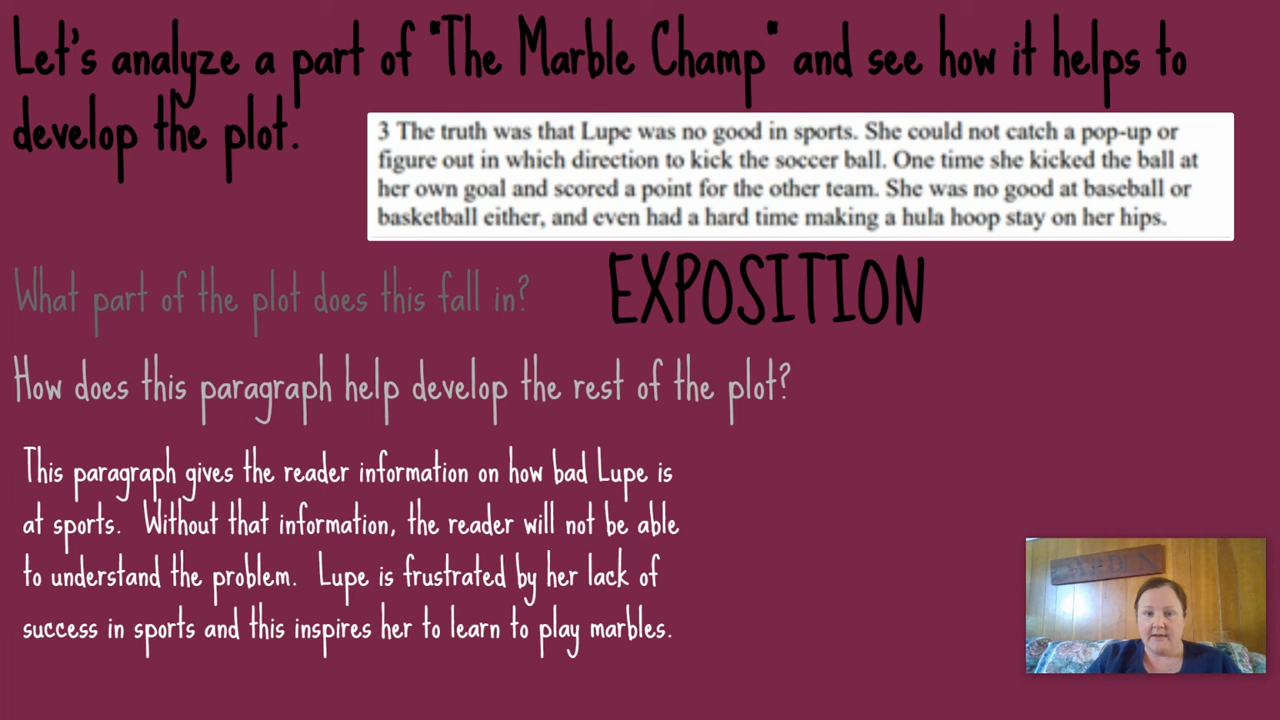 Let's analyze a part of "The Marble Champ" and see how it helps to
develop the plot.
3 The truth was that Lupe was no good in sports. She could not catch a pop-up or
figure out in which direction to kick the soccer ball. One time she kicked the ball at
her own goal and scored a point for the other team. She was no good at baseball or
basketball either, and even had a hard time making a hula hoop stay on her hips.
What part of the plot does this fall in?
EXPOSITION
How does this paragraph help develop the rest of the plot?
This paragraph gives the reader information on how bad Lupe is
at sports. Without that information, the reader will not be able
to understand the problem. Lupe is frustrated by her lack of
success in sports and this inspires her to learn to play marbles.